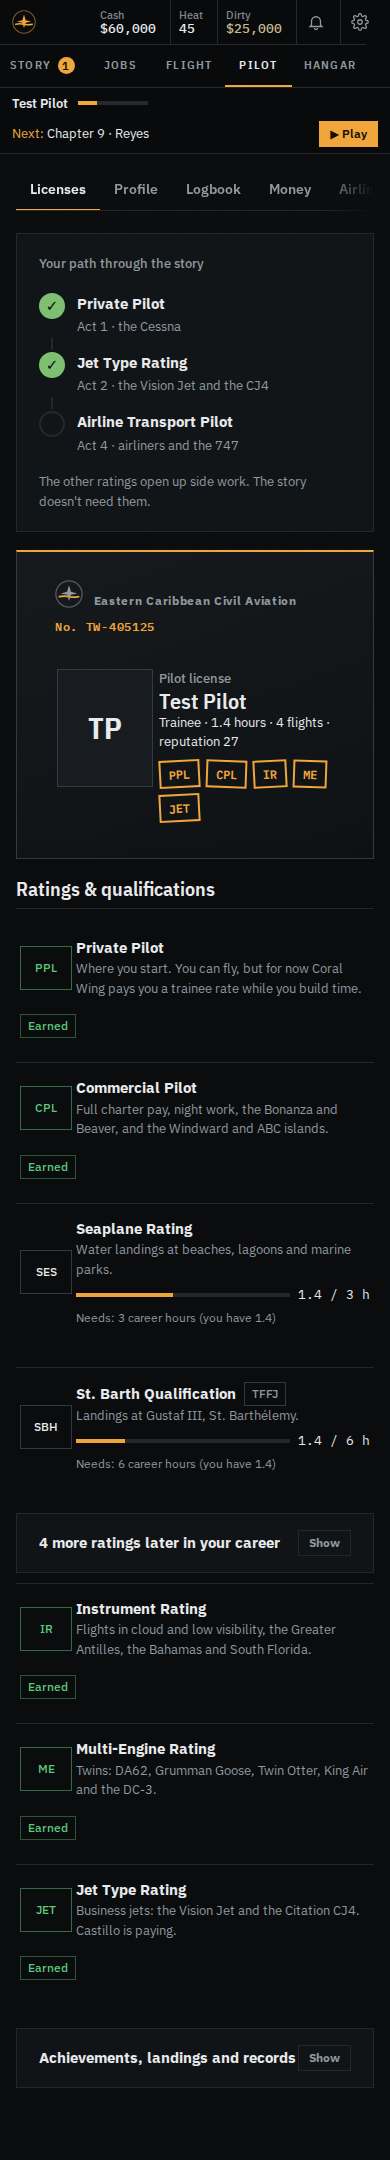 Cash
$60,000
Heat
45
Dirty
$25,000
STORY 1 JOBS FLIGHT PILOT HANGAR
Test Pilot
Next: Chapter 9 · Reyes
▶ Play
Licenses Profile Logbook Money Airlin
Your path through the story
✓ Private Pilot
Act 1 · the Cessna
✓ Jet Type Rating
Act 2 · the Vision Jet and the CJ4
Airline Transport Pilot
Act 4 · airliners and the 747
The other ratings open up side work. The story
doesn't need them.
Eastern Caribbean Civil Aviation
No. TW-405125
TP
Pilot license
Test Pilot
Trainee · 1.4 hours · 4 flights ·
reputation 27
PPL CPL IR ME
JET
Ratings & qualifications
PPL
Private Pilot
Where you start. You can fly, but for now Coral
Wing pays you a trainee rate while you build time.
Earned
CPL
Commercial Pilot
Full charter pay, night work, the Bonanza and
Beaver, and the Windward and ABC islands.
Earned
SES
Seaplane Rating
Water landings at beaches, lagoons and marine
parks.
1.4 / 3 h
Needs: 3 career hours (you have 1.4)
SBH
St. Barth Qualification TFFJ
Landings at Gustaf III, St. Barthélemy.
1.4 / 6 h
Needs: 6 career hours (you have 1.4)
4 more ratings later in your career Show
IR
Instrument Rating
Flights in cloud and low visibility, the Greater
Antilles, the Bahamas and South Florida.
Earned
ME
Multi-Engine Rating
Twins: DA62, Grumman Goose, Twin Otter, King Air
and the DC-3.
Earned
JET
Jet Type Rating
Business jets: the Vision Jet and the Citation CJ4.
Castillo is paying.
Earned
Achievements, landings and records Show